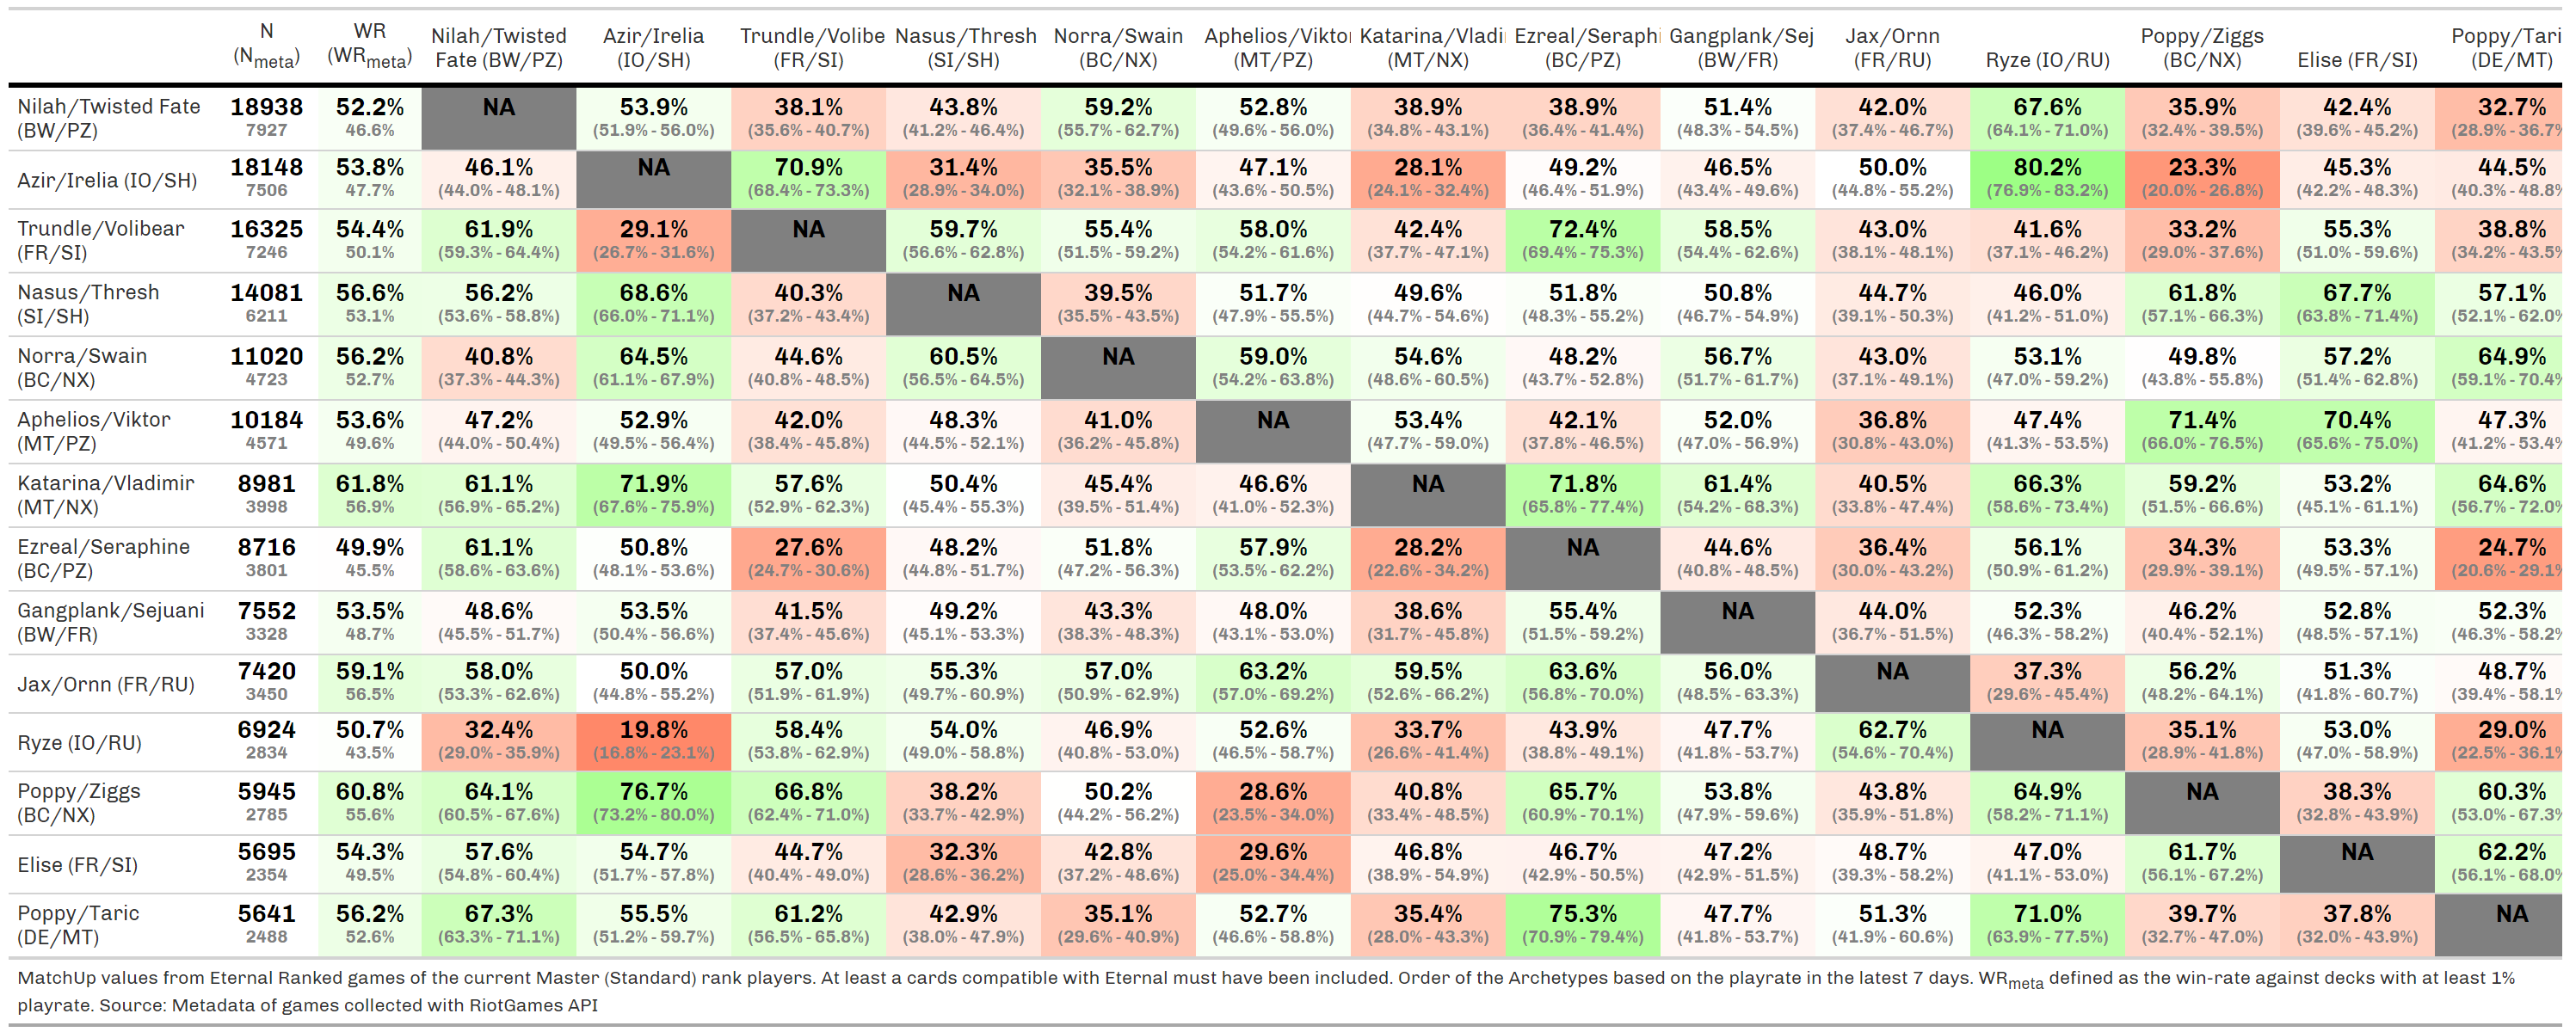 N WR Nilah/Twisted Azir/Irelia Trundle/Volibe Nasus/Thresh Norra/Swain Aphelios/Viktor Katarina/Vladi Ezreal/Seraphi Gangplank/Sej Jax/Ornn Ryze (IO/RU) Poppy/Ziggs Elise (FR/SI) Poppy/Tari
(Nmeta) (WRmeta) Fate (BW/PZ) (IO/SH) (FR/SI) (SI/SH) (BC/NX) (MT/PZ) (MT/NX) (BC/PZ) (BW/FR) (FR/RU) (BC/NX) (DE/MT)
Nilah/Twisted Fate 18938 52.2% NA 53.9% 38.1% 43.8% 59.2% 52.8% 38.9% 38.9% 51.4% 42.0% 67.6% 35.9% 42.4% 32.7%
(BW/PZ) 7927 46.6% (51.9% - 56.0%) (35.6% - 40.7%) (41.2% - 46.4%) (55.7% - 62.7%) (49.6% - 56.0%) (34.8% - 43.1%) (36.4% - 41.4%) (48.3% - 54.5%) (37.4% - 46.7%) (64.1% - 71.0%) (32.4% - 39.5%) (39.6% - 45.2%) (28.9% - 36.7%
Azir/Irelia (IO/SH) 18148 53.8% 46.1% NA 70.9% 31.4% 35.5% 47.1% 28.1% 49.2% 46.5% 50.0% 80.2% 23.3% 45.3% 44.5%
7506 47.7% (44.0% - 48.1%) (68.4% - 73.3%) (28.9% - 34.0%) (32.1% - 38.9%) (43.6% - 50.5%) (24.1% - 32.4%) (46.4% - 51.9%) (43.4% - 49.6%) (44.8% - 55.2%) (76.9% - 83.2%) (20.0% - 26.8%) (42.2% - 48.3%) (40.3% - 48.8%
Trundle/Volibear 16325 54.4% 61.9% 29.1% NA 59.7% 55.4% 58.0% 42.4% 72.4% 58.5% 43.0% 41.6% 33.2% 55.3% 38.8%
(FR/SI) 7246 50.1% (59.3% - 64.4%) (26.7% - 31.6%) (56.6% - 62.8%) (51.5% - 59.2%) (54.2% - 61.6%) (37.7% - 47.1%) (69.4% - 75.3%) (54.4% - 62.6%) (38.1% - 48.1%) (37.1% - 46.2%) (29.0% - 37.6%) (51.0% - 59.6%) (34.2% - 43.5%
Nasus/Thresh 14081 56.6% 56.2% 68.6% 40.3% NA 39.5% 51.7% 49.6% 51.8% 50.8% 44.7% 46.0% 61.8% 67.7% 57.1%
(SI/SH) 6211 53.1% (53.6% - 58.8%) (66.0% - 71.1%) (37.2% - 43.4%) (35.5% - 43.5%) (47.9% - 55.5%) (44.7% - 54.6%) (48.3% - 55.2%) (46.7% - 54.9%) (39.1% - 50.3%) (41.2% - 51.0%) (57.1% - 66.3%) (63.8% - 71.4%) (52.1% - 62.0%
Norra/Swain 11020 56.2% 40.8% 64.5% 44.6% 60.5% NA 59.0% 54.6% 48.2% 56.7% 43.0% 53.1% 49.8% 57.2% 64.9%
(BC/NX) 4723 52.7% (37.3% - 44.3%) (61.1% - 67.9%) (40.8% - 48.5%) (56.5% - 64.5%) (54.2% - 63.8%) (48.6% - 60.5%) (43.7% - 52.8%) (51.7% - 61.7%) (37.1% - 49.1%) (47.0% - 59.2%) (43.8% - 55.8%) (51.4% - 62.8%) (59.1% - 70.4%
Aphelios/Viktor 10184 53.6% 47.2% 52.9% 42.0% 48.3% 41.0% NA 53.4% 42.1% 52.0% 36.8% 47.4% 71.4% 70.4% 47.3%
(MT/PZ) 4571 49.6% (44.0% - 50.4%) (49.5% - 56.4%) (38.4% - 45.8%) (44.5% - 52.1%) (36.2% - 45.8%) (47.7% - 59.0%) (37.8% - 46.5%) (47.0% - 56.9%) (30.8% - 43.0%) (41.3% - 53.5%) (66.0% - 76.5%) (65.6% - 75.0%) (41.2% - 53.4%
Katarina/Vladimir 8981 61.8% 61.1% 71.9% 57.6% 50.4% 45.4% 46.6% NA 71.8% 61.4% 40.5% 66.3% 59.2% 53.2% 64.6%
(MT/NX) 3998 56.9% (56.9% - 65.2%) (67.6% - 75.9%) (52.9% - 62.3%) (45.4% - 55.3%) (39.5% - 51.4%) (41.0% - 52.3%) (65.8% - 77.4%) (54.2% - 68.3%) (33.8% - 47.4%) (58.6% - 73.4%) (51.5% - 66.6%) (45.1% - 61.1%) (56.7% - 72.0%
Ezreal/Seraphine 8716 49.9% 61.1% 50.8% 27.6% 48.2% 51.8% 57.9% 28.2% NA 44.6% 36.4% 56.1% 34.3% 53.3% 24.7%
(BC/PZ) 3801 45.5% (58.6% - 63.6%) (48.1% - 53.6%) (24.7% - 30.6%) (44.8% - 51.7%) (47.2% - 56.3%) (53.5% - 62.2%) (22.6% - 34.2%) (40.8% - 48.5%) (30.0% - 43.2%) (50.9% - 61.2%) (29.9% - 39.1%) (49.5% - 57.1%) (20.6% - 29.1%
Gangplank/Sejuani 7552 53.5% 48.6% 53.5% 41.5% 49.2% 43.3% 48.0% 38.6% 55.4% NA 44.0% 52.3% 46.2% 52.8% 52.3%
(BW/FR) 3328 48.7% (45.5% - 51.7%) (50.4% - 56.6%) (37.4% - 45.6%) (45.1% - 53.3%) (38.3% - 48.3%) (43.1% - 53.0%) (31.7% - 45.8%) (51.5% - 59.2%) (36.7% - 51.5%) (46.3% - 58.2%) (40.4% - 52.1%) (48.5% - 57.1%) (46.3% - 58.2%
Jax/Ornn (FR/RU) 7420 59.1% 58.0% 50.0% 57.0% 55.3% 57.0% 63.2% 59.5% 63.6% 56.0% NA 37.3% 56.2% 51.3% 48.7%
3450 56.5% (53.3% - 62.6%) (44.8% - 55.2%) (51.9% - 61.9%) (49.7% - 60.9%) (50.9% - 62.9%) (57.0% - 69.2%) (52.6% - 66.2%) (56.8% - 70.0%) (48.5% - 63.3%) (29.6% - 45.4%) (48.2% - 64.1%) (41.8% - 60.7%) (39.4% - 58.1%
Ryze (IO/RU) 6924 50.7% 32.4% 19.8% 58.4% 54.0% 46.9% 52.6% 33.7% 43.9% 47.7% 62.7% NA 35.1% 53.0% 29.0%
2834 43.5% (29.0% - 35.9%) (16.8% - 23.1%) (53.8% - 62.9%) (49.0% - 58.8%) (40.8% - 53.0%) (46.5% - 58.7%) (26.6% - 41.4%) (38.8% - 49.1%) (41.8% - 53.7%) (54.6% - 70.4%) (28.9% - 41.8%) (47.0% - 58.9%) (22.5% - 36.1%
Poppy/Ziggs 5945 60.8% 64.1% 76.7% 66.8% 38.2% 50.2% 28.6% 40.8% 65.7% 53.8% 43.8% 64.9% NA 38.3% 60.3%
(BC/NX) 2785 55.6% (60.5% - 67.6%) (73.2% - 80.0%) (62.4% - 71.0%) (33.7% - 42.9%) (44.2% - 56.2%) (23.5% - 34.0%) (33.4% - 48.5%) (60.9% - 70.1%) (47.9% - 59.6%) (35.9% - 51.8%) (58.2% - 71.1%) (32.8% - 43.9%) (53.0% - 67.3%
Elise (FR/SI) 5695 54.3% 57.6% 54.7% 44.7% 32.3% 42.8% 29.6% 46.8% 46.7% 47.2% 48.7% 47.0% 61.7% NA 62.2%
2354 49.5% (54.8% - 60.4%) (51.7% - 57.8%) (40.4% - 49.0%) (28.6% - 36.2%) (37.2% - 48.6%) (25.0% - 34.4%) (38.9% - 54.9%) (42.9% - 50.5%) (42.9% - 51.5%) (39.3% - 58.2%) (41.1% - 53.0%) (56.1% - 67.2%) (56.1% - 68.0%
Poppy/Taric 5641 56.2% 67.3% 55.5% 61.2% 42.9% 35.1% 52.7% 35.4% 75.3% 47.7% 51.3% 71.0% 39.7% 37.8% NA
(DE/MT) 2488 52.6% (63.3% - 71.1%) (51.2% - 59.7%) (56.5% - 65.8%) (38.0% - 47.9%) (29.6% - 40.9%) (46.6% - 58.8%) (28.0% - 43.3%) (70.9% - 79.4%) (41.8% - 53.7%) (41.9% - 60.6%) (63.9% - 77.5%) (32.7% - 47.0%) (32.0% - 43.9%)
MatchUp values from Eternal Ranked games of the current Master (Standard) rank players. At least a cards compatible with Eternal must have been included. Order of the Archetypes based on the playrate in the latest 7 days. WRmeta defined as the win-rate against decks with at least 1%
playrate. Source: Metadata of games collected with RiotGames API